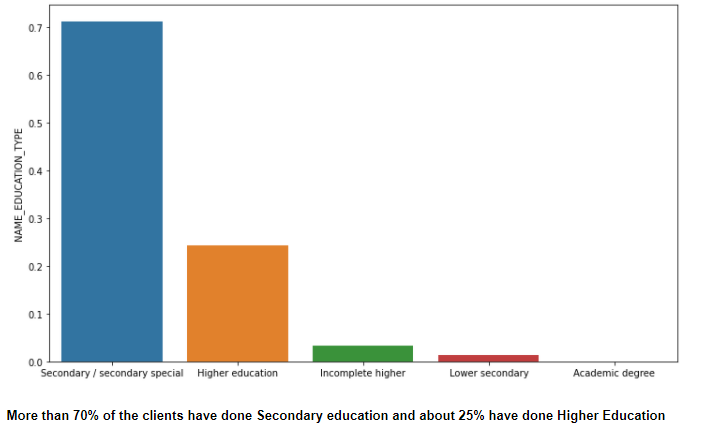 0.7
0.6
0.5
0.4
0.3
0.2
0.1
0.0
NAME_EDUCATION_TYPE
Secondary / secondary special Higher education Incomplete higher Lower secondary Academic degree
More than 70% of the clients have done Secondary education and about 25% have done Higher Education